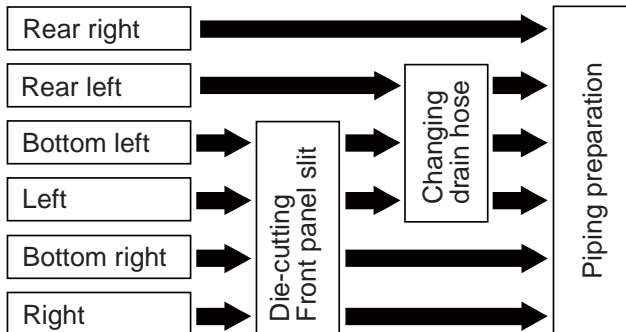 Rear right
Rear left
Bottom left
Left
Bottom right
Right
Die-cutting
Front panel slit
Changing
drain hose
Piping preparation